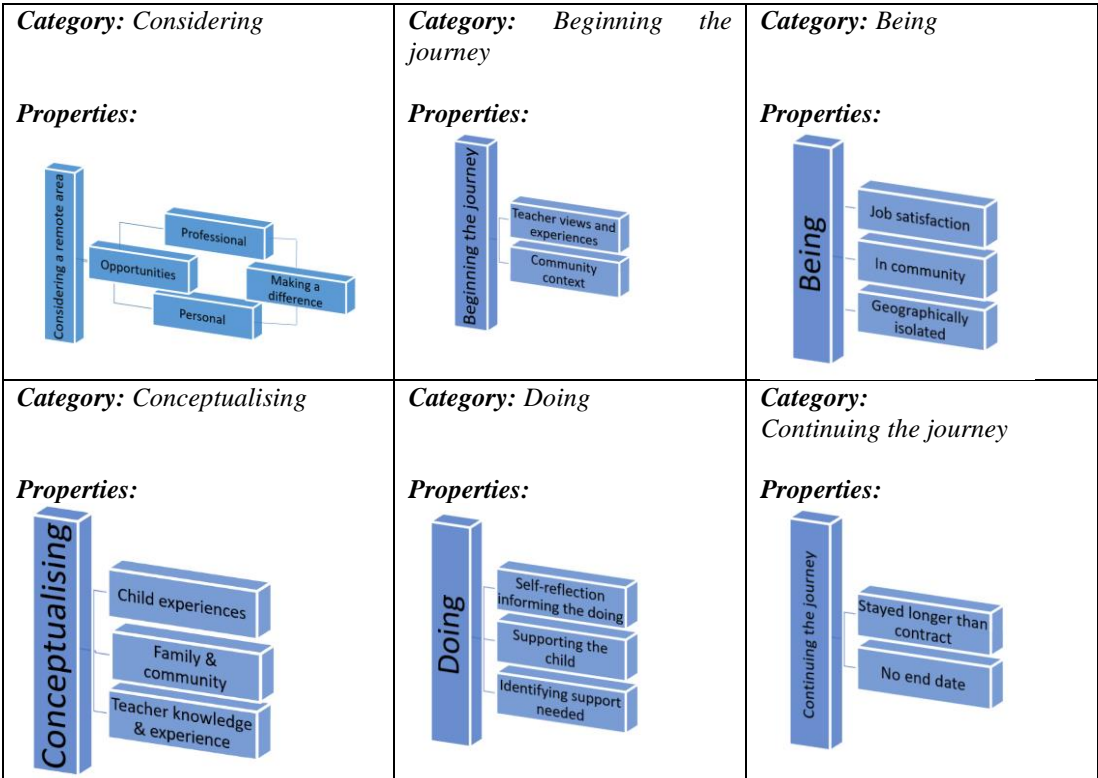 Category: Considering
Properties:
Considering a remote area
Professional
Opportunities
Making a
difference
Personal
Category: Beginning the
journey
Properties:
Beginning the journey
Teacher views and
experiences
Community
context
Category: Being
Properties:
Being
Job satisfaction
In community
Geographically
isolated
Category: Conceptualising
Properties:
Conceptualising
Child experiences
Family &
community
Teacher knowledge
& experience
Category: Doing
Properties:
Doing
Self-reflection
informing the doing
Supporting the
child
Identifying support
needed
Category:
Continuing the journey
Properties:
Continuing the journey
Stayed longer than
contract
No end date